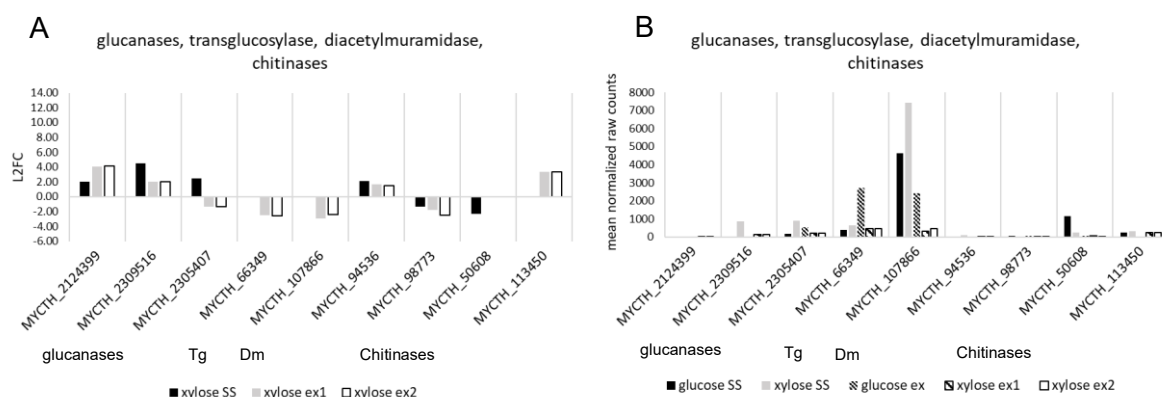 A
glucanases, transglucosylase, diacetylmuramidase,
chitinases
14.00
12.00
10.00
8.00
6.00
4.00
2.00
0.00
-2.00
-4.00
-6.00
L2FC
MYCTH_2124399
MYCTH_2309516
MYCTH_2305407
MYCTH_66349
MYCTH_107866
MYCTH_94536
MYCTH_98773
MYCTH_50608
MYCTH_113450
glucanases Tg Dm Chitinases
xylose SS xylose ex1 xylose ex2
B
glucanases, transglucosylase, diacetylmuramidase,
chitinases
mean normalized raw counts
8000
7000
6000
5000
4000
3000
2000
1000
0
MYCTH_2124399
MYCTH_2309516
MYCTH_2305407
MYCTH_66349
MYCTH_107866
MYCTH_94536
MYCTH_98773
MYCTH_50608
MYCTH_113450
glucanases Tg Dm Chitinases
glucose SS xylose SS glucose ex xylose ex1 xylose ex2